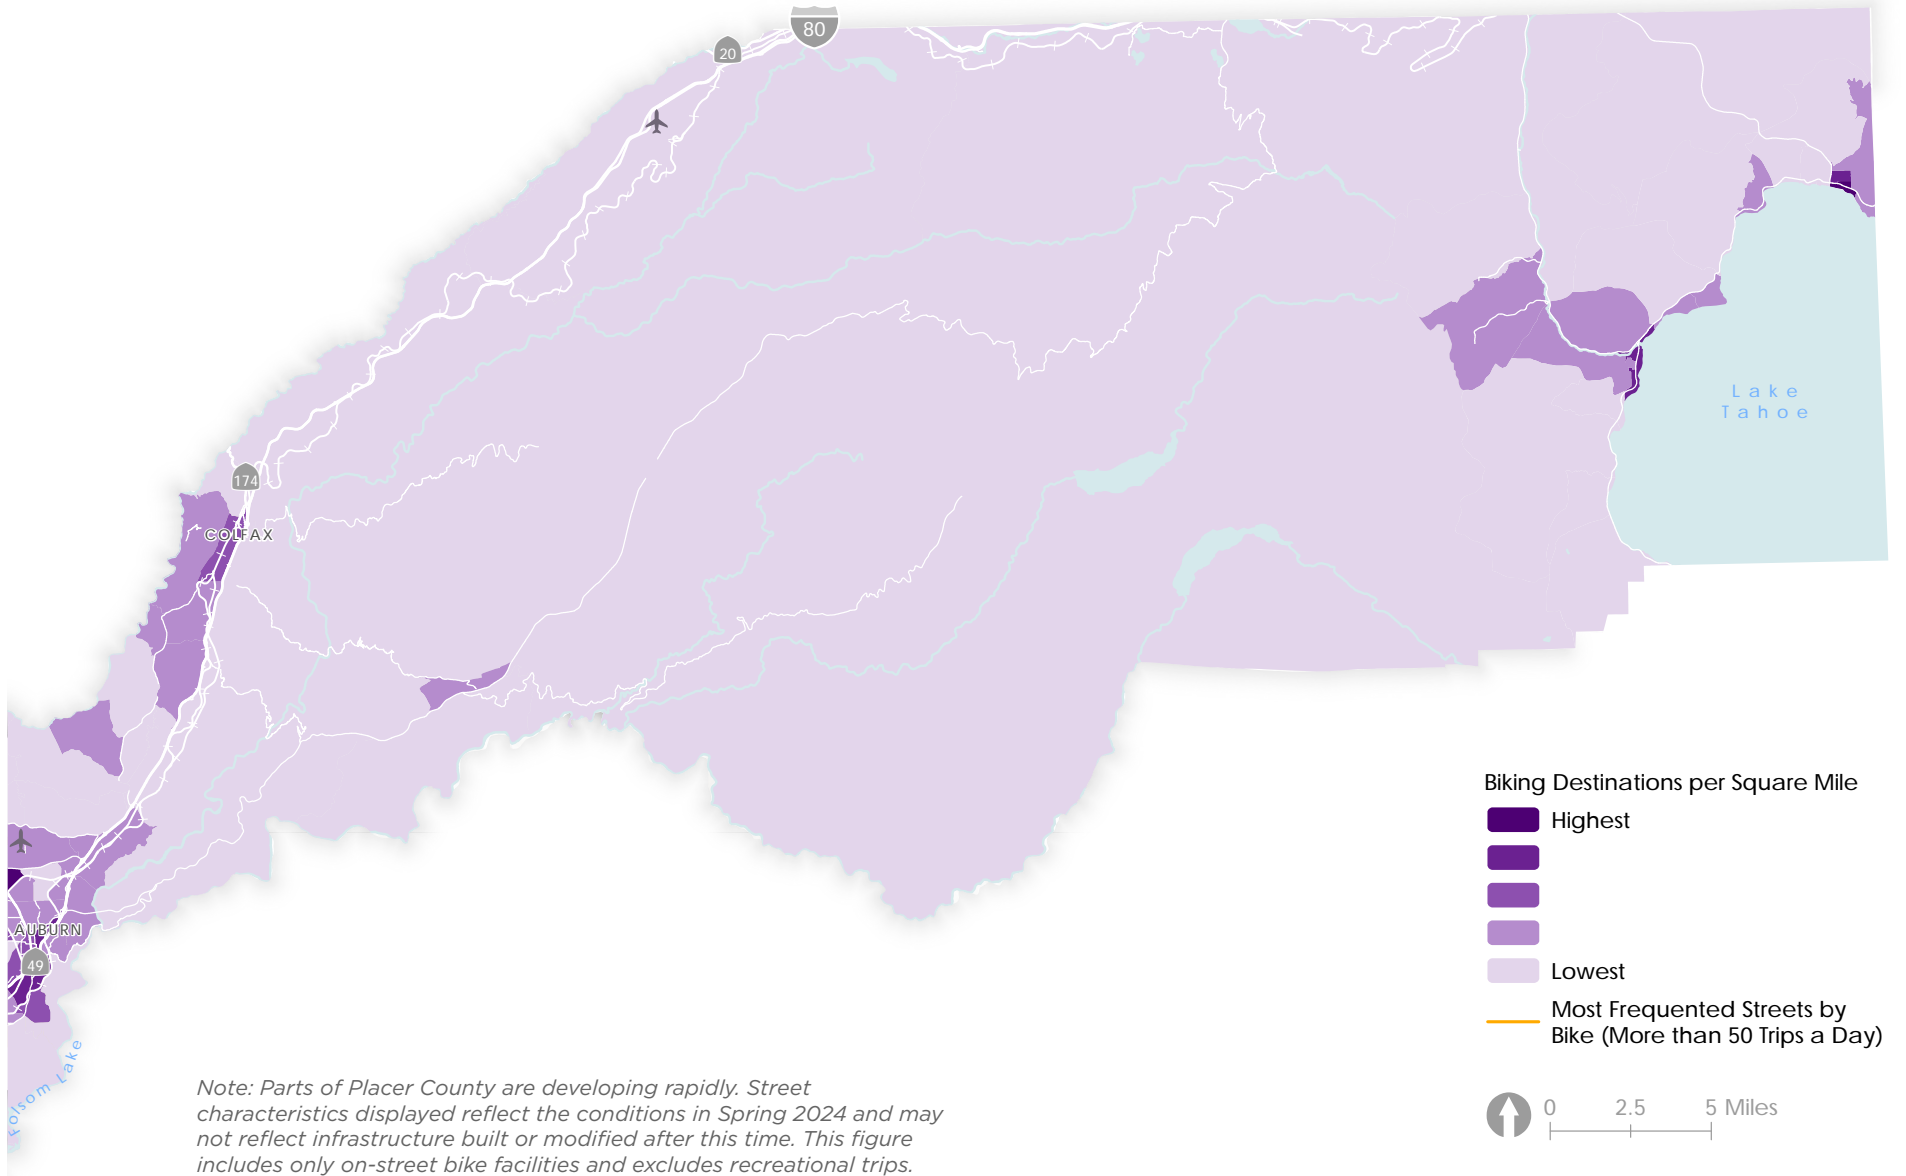 80
20
174
COLFAX
Lake
Tahoe
AUBURN
49
Folsom Lake
Biking Destinations per Square Mile
Highest
Lowest
Most Frequented Streets by
Bike (More than 50 Trips a Day)
0 2.5 5 Miles
Note: Parts of Placer County are developing rapidly. Street
characteristics displayed reflect the conditions in Spring 2024 and may
not reflect infrastructure built or modified after this time. This figure
includes only on-street bike facilities and excludes recreational trips.